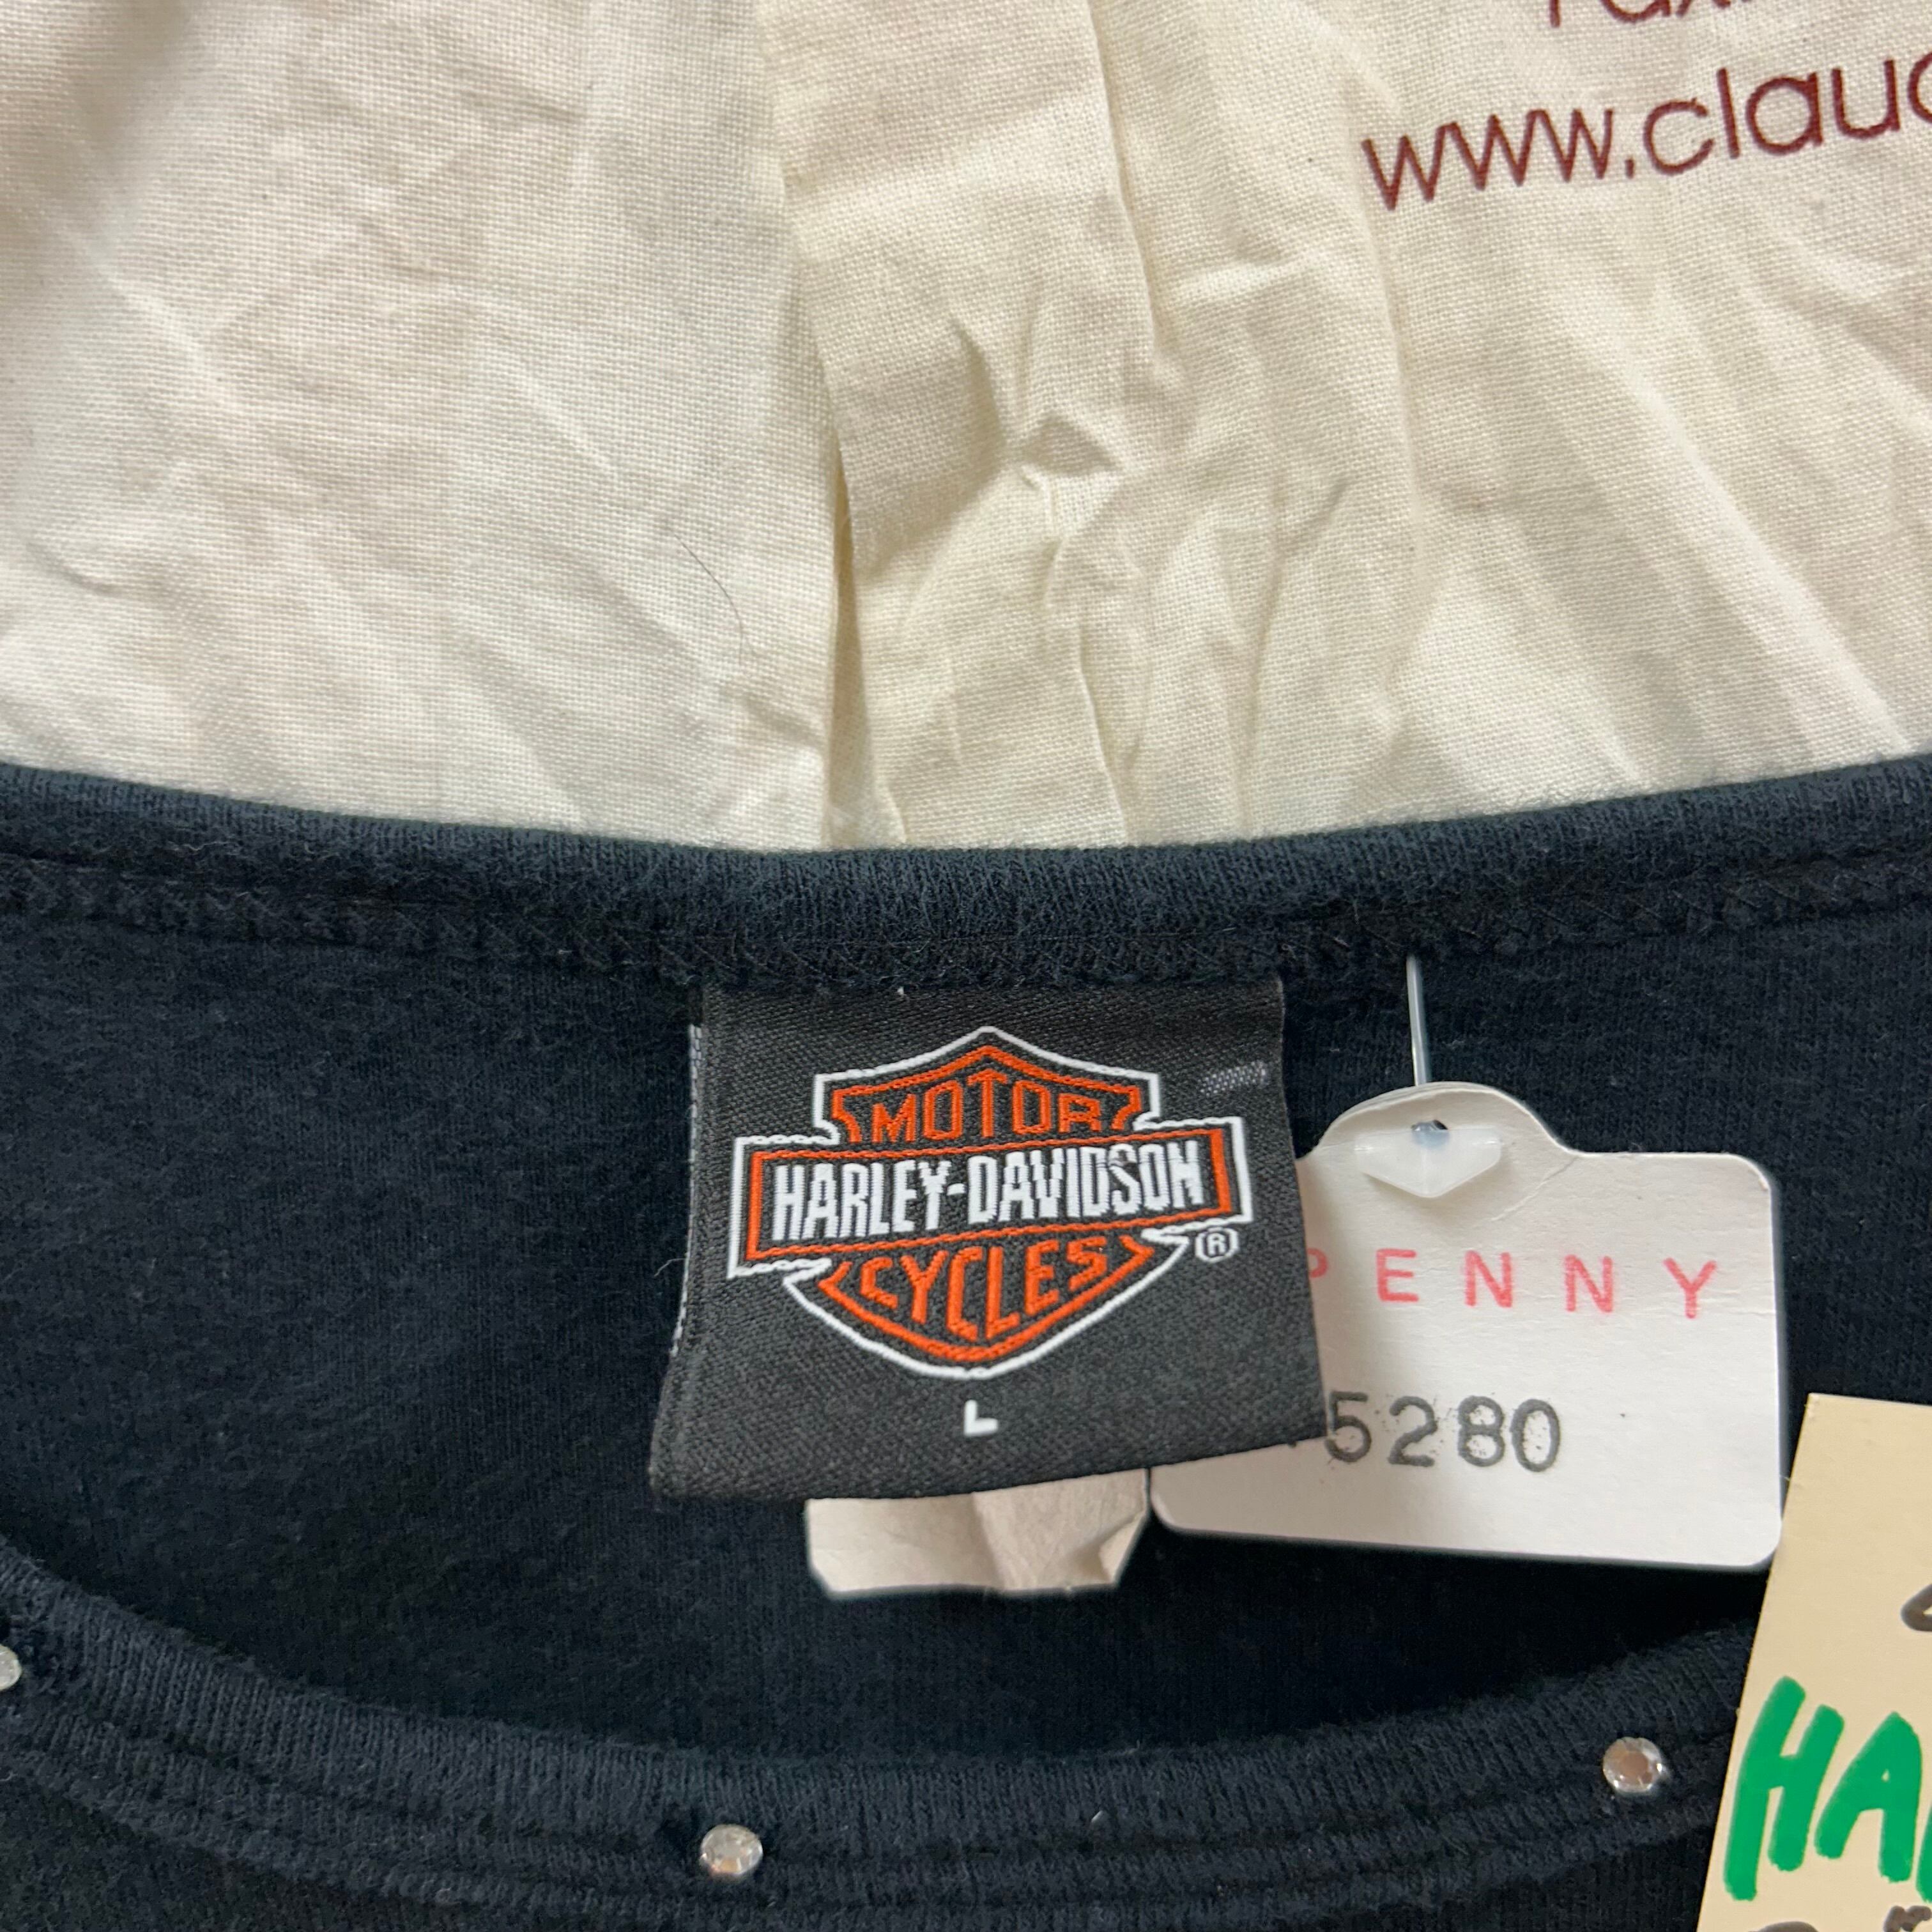 www.clau
MOTOR
HARLEY-DAVIDSON
CYCLES
®
L
PENNY
5280
HA